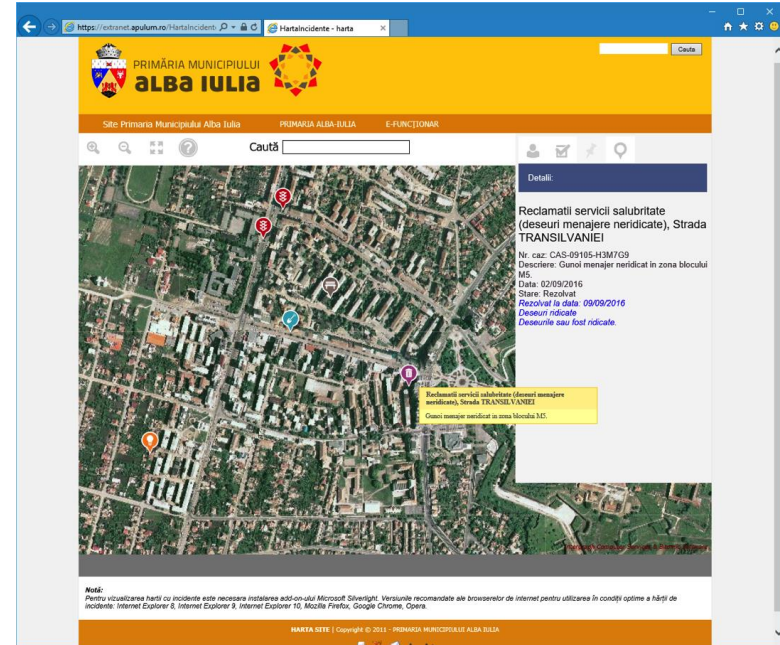 https://extranet.apulum.ro/HartaIncident
HartaIncidente - harta
PRIMĂRIA MUNICIPIULUI
aLBa IULIa
Cauta
Site Primaria Municipiului Alba Iulia
PRIMARIA ALBA-IULIA
E-FUNCŢIONAR
Caută
Detalii:
Reclamatii servicii salubritate
(deseuri menajere neridicate), Strada
TRANSILVANIEI
Nr. caz: CAS-09105-H3M7G9
Descriere: Gunoi menajer neridicat in zona blocului
M5.
Data: 02/09/2016
Stare: Rezolvat
Rezolvat la data: 09/09/2016
Deseuri ridicate
Deseurile sau fost ridicate.
Reclamatii servicii salubritate (deseuri menajere
neridicate), Strada TRANSILVANIEI
Gunoi menajer neridicat in zona blocului M5.
Notă:
Pentru vizualizarea hartii cu incidente este necesara instalarea add-on-ului Microsoft Silverlight. Versiunile recomandate ale browserelor de internet pentru utilizarea în condiţii optime a hărţii de
incidente: Internet Explorer 8, Internet Explorer 9, Internet Explorer 10, Mozilla Firefox, Google Chrome, Opera.
HARTA SITE | Copyright © 2011 - PRIMARIA MUNICIPIULUI ALBA IULIA